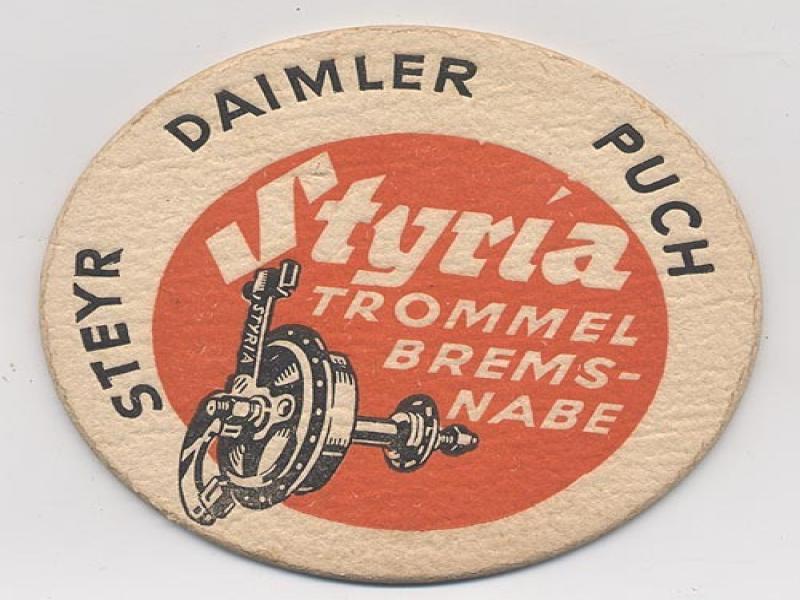 STEYR DAIMLER PUCH
Styria
TROMMEL
BREMS-
NABE
STYRIA